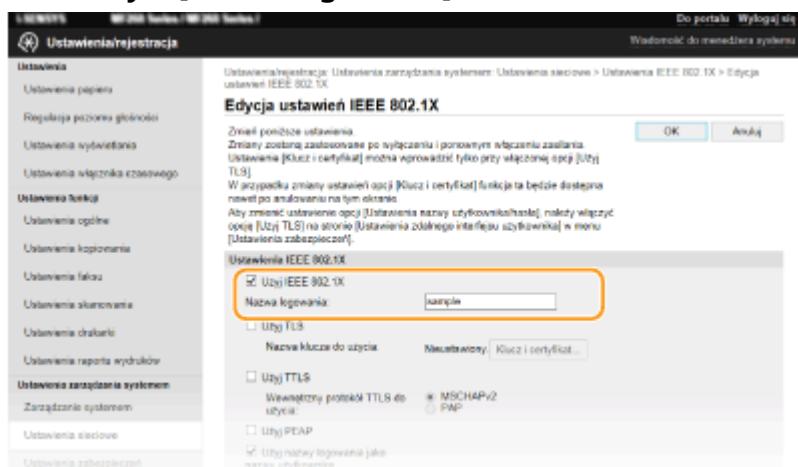 Do portalu Wyloguj się
Ustawienia/rejestracja
Wiadomość do menedżera systemu
Ustawienia
Ustawienia papieru
Regulacja poziomu głośności
Ustawienia wyświetlania
Ustawienia włącznika czasowego
Ustawienia funkcji
Ustawienia ogólne
Ustawienia kopiowania
Ustawienia faksu
Ustawienia skanowania
Ustawienia drukarki
Ustawienia raportu wydruków
Ustawienia zarządzania systemem
Zarządzanie systemem
Ustawienia sieciowe
Ustawienia zabezpieczeń
Ustawienia/rejestracja: Ustawienia zarządzania systemem: Ustawienia sieciowe > Ustawienia IEEE 802.1X > Edycja
ustawień IEEE 802.1X
Edycja ustawień IEEE 802.1X
OK Anuluj
Zmień poniższe ustawienia.
Zmiany zostaną zastosowane po wyłączeniu i ponownym włączeniu zasilania.
Ustawienie [Klucz i certyfikat] można wprowadzić tylko przy włączonej opcji [Użyj
TLS].
W przypadku zmiany ustawień opcji [Klucz i certyfikat] funkcja ta będzie dostępna
nawet po anulowaniu na tym ekranie.
Aby zmienić ustawienie opcji [Ustawienia nazwy użytkownika/hasła], należy włączyć
opcję [Użyj TLS] na stronie [Ustawienia zdalnego interfejsu użytkownika] w menu
[Ustawienia zabezpieczeń].
Ustawienia IEEE 802.1X
Użyj IEEE 802.1X
Nazwa logowania: sample
Użyj TLS
Nazwa klucza do użycia: Nieustawiony. Klucz i certyfikat...
Użyj TTLS
Wewnętrzny protokół TTLS do
użycia:
MSCHAPv2
PAP
Użyj PEAP
Użyj nazwy logowania jako
nazwy użytkownika